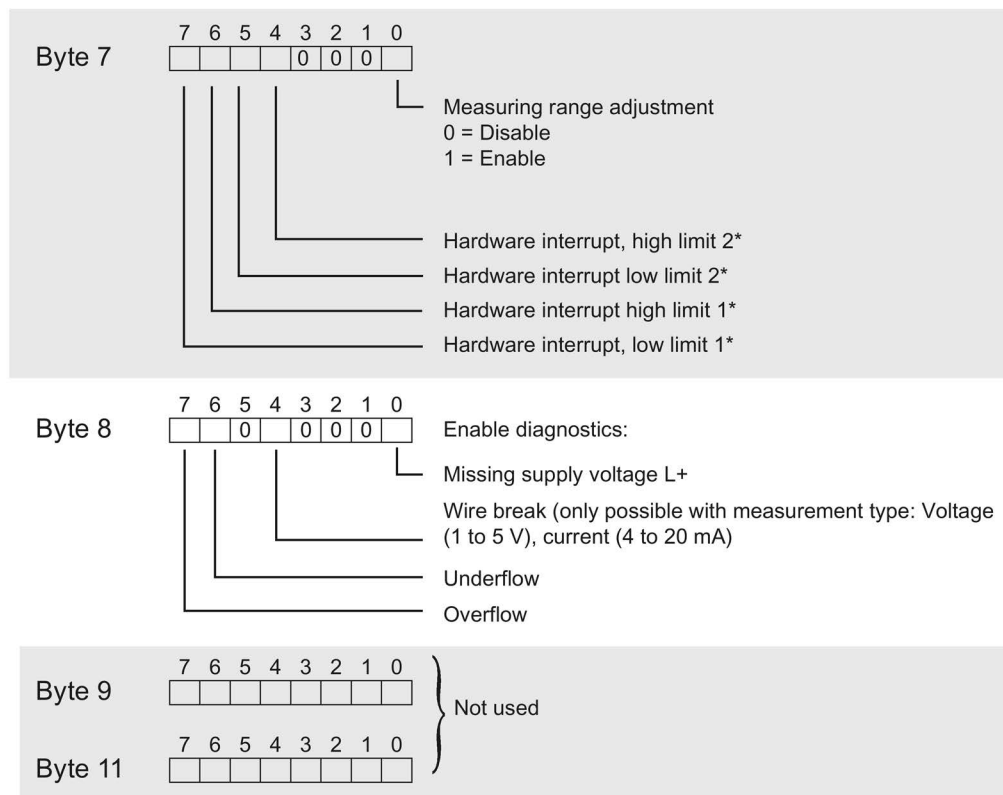 7 6 5 4 3 2 1 0
Byte 7
0 0 0
Measuring range adjustment
0 = Disable
1 = Enable
Hardware interrupt, high limit 2*
Hardware interrupt low limit 2*
Hardware interrupt high limit 1*
Hardware interrupt, low limit 1*
7 6 5 4 3 2 1 0
Byte 8
0 0 0 0
Enable diagnostics:
Missing supply voltage L+
Wire break (only possible with measurement type: Voltage
(1 to 5 V), current (4 to 20 mA)
Underflow
Overflow
7 6 5 4 3 2 1 0
Byte 9
Not used
7 6 5 4 3 2 1 0
Byte 11